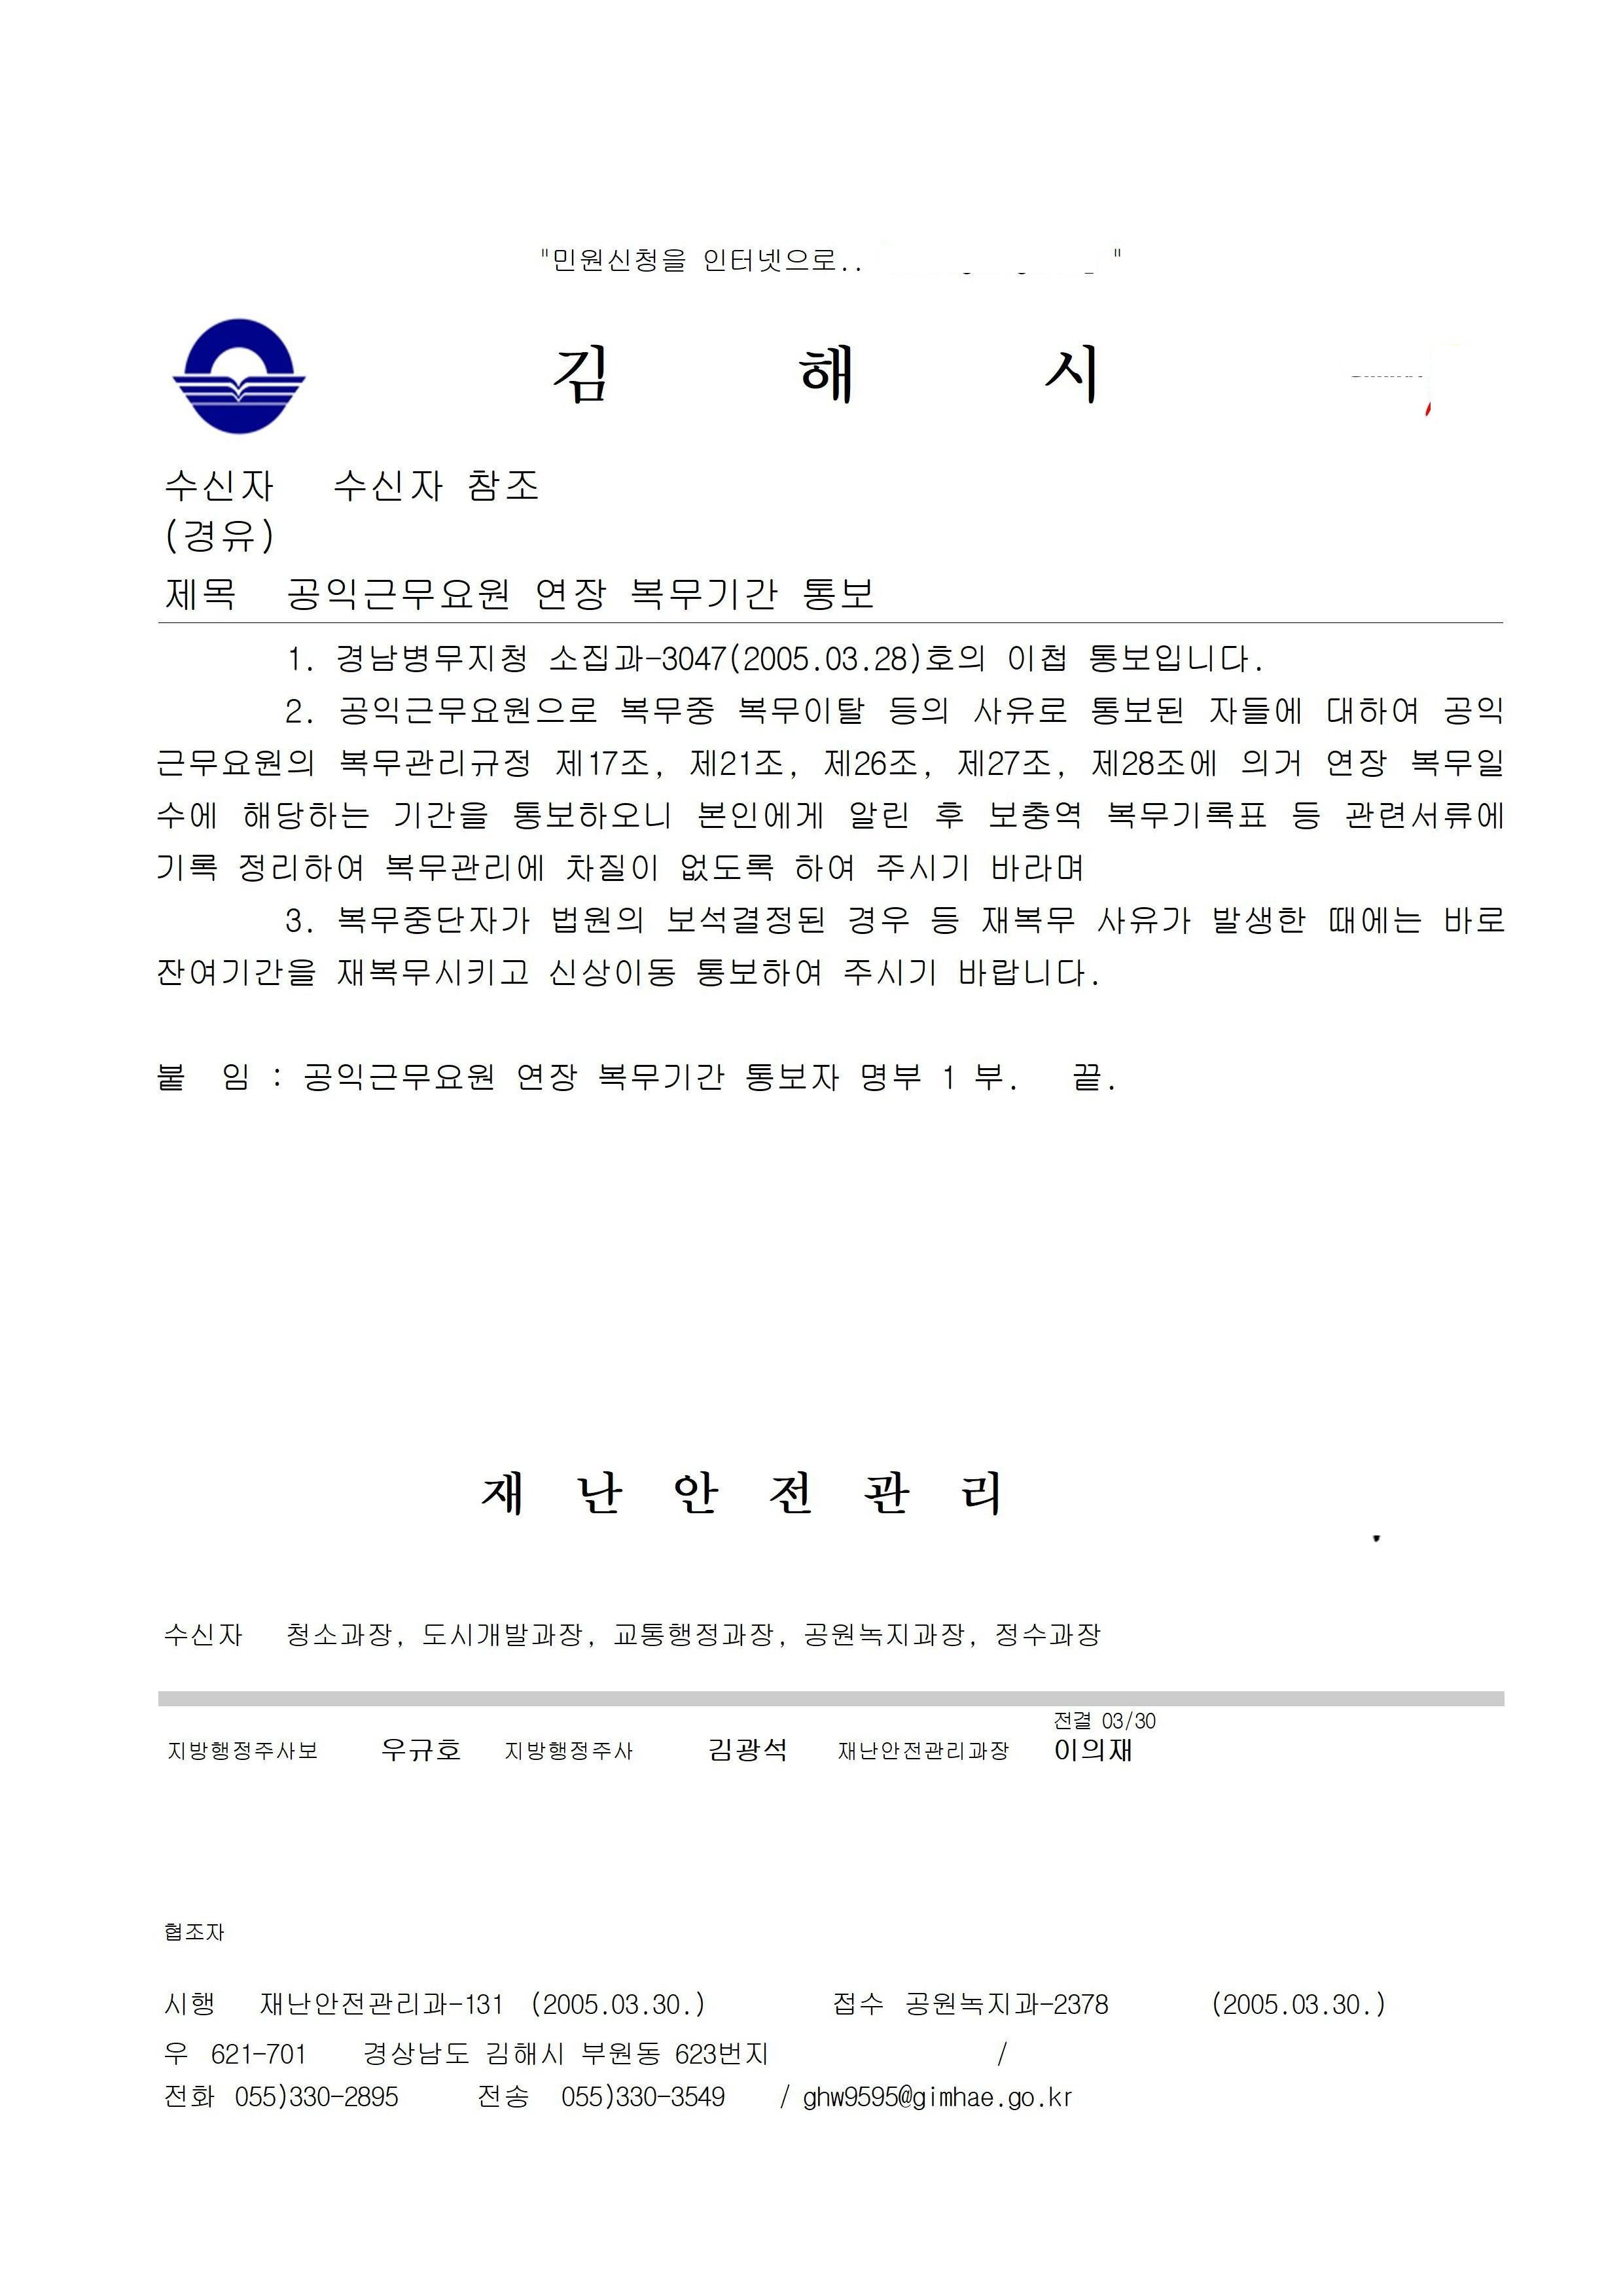 "민원신청을 인터넷으로.. "
김 해 시
수신자 수신자 참조
(경유)
제목 공익근무요원 연장 복무기간 통보
1. 경남병무지청 소집과-3047(2005.03.28)호의 이첩 통보입니다.
2. 공익근무요원으로 복무중 복무이탈 등의 사유로 통보된 자들에 대하여 공익
근무요원의 복무관리규정 제17조, 제21조, 제26조, 제27조, 제28조에 의거 연장 복무일
수에 해당하는 기간을 통보하오니 본인에게 알린 후 보충역 복무기록표 등 관련서류에
기록 정리하여 복무관리에 차질이 없도록 하여 주시기 바라며
3. 복무중단자가 법원의 보석결정된 경우 등 재복무 사유가 발생한 때에는 바로
잔여기간을 재복무시키고 신상이동 통보하여 주시기 바랍니다.
붙 임 : 공익근무요원 연장 복무기간 통보자 명부 1 부. 끝.
재 난 안 전 관 리
수신자 청소과장, 도시개발과장, 교통행정과장, 공원녹지과장, 정수과장
전결 03/30
지방행정주사보 우규호 지방행정주사 김광석 재난안전관리과장 이의재
협조자
시행 재난안전관리과-131 (2005.03.30.) 접수 공원녹지과-2378 (2005.03.30.)
우 621-701 경상남도 김해시 부원동 623번지 /
전화 055)330-2895 전송 055)330-3549 / ghw9595@gimhae.go.kr